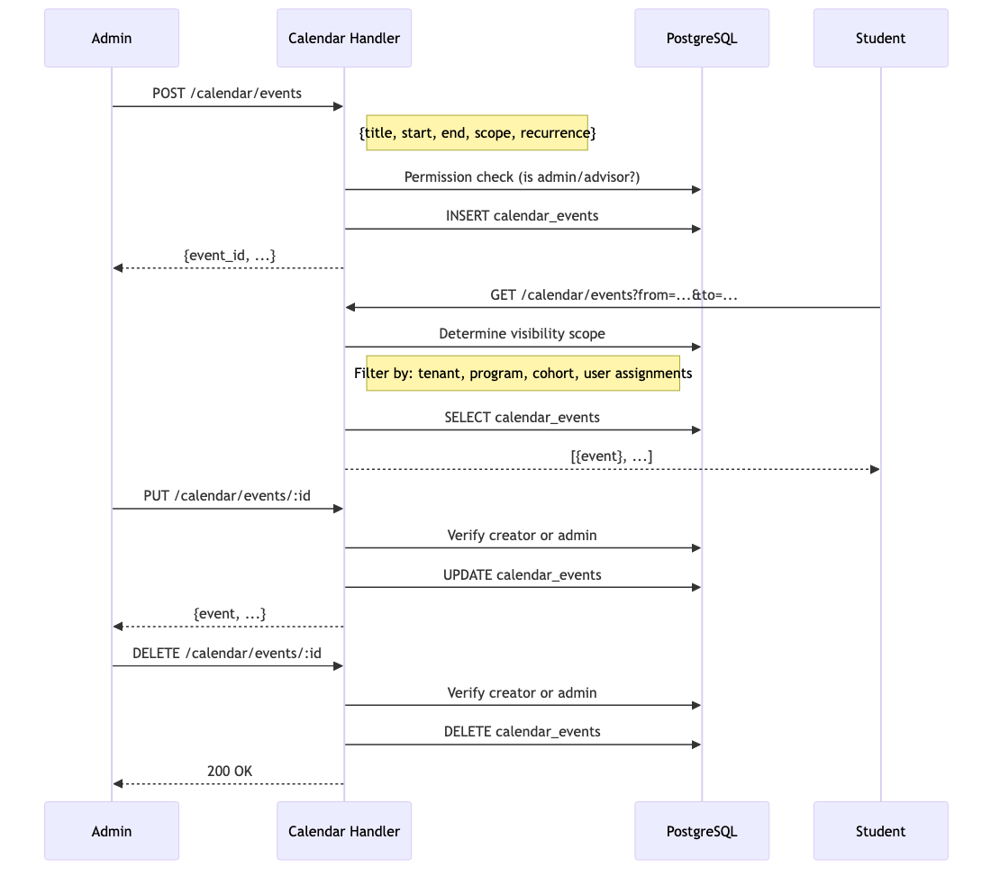 Admin
Calendar Handler
PostgreSQL
Student
POST /calendar/events
{title, start, end, scope, recurrence}
Permission check (is admin/advisor?)
INSERT calendar_events
{event_id, ...}
GET /calendar/events?from=...&to=...
Determine visibility scope
Filter by: tenant, program, cohort, user assignments
SELECT calendar_events
[{event}, ...]
PUT /calendar/events/:id
Verify creator or admin
UPDATE calendar_events
{event, ...}
DELETE /calendar/events/:id
Verify creator or admin
DELETE calendar_events
200 OK
Admin
Calendar Handler
PostgreSQL
Student